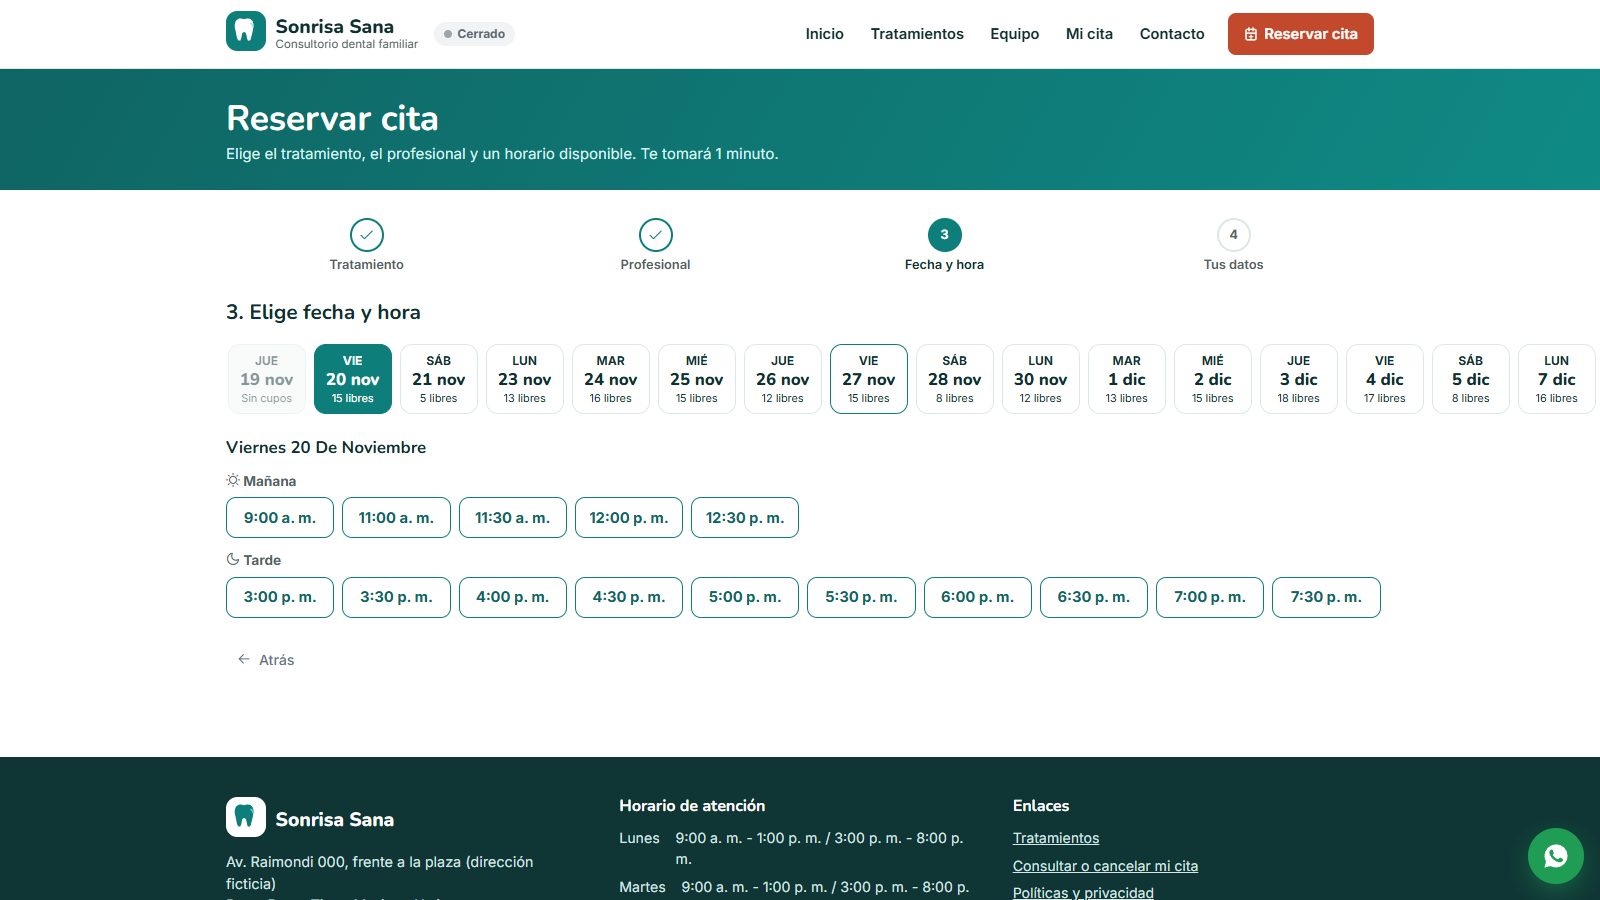 Sonrisa Sana
Consultorio dental familiar
Cerrado
Inicio
Tratamientos
Equipo
Mi cita
Contacto
Reservar cita
Reservar cita
Elige el tratamiento, el profesional y un horario disponible. Te tomará 1 minuto.
Tratamiento
Profesional
3
Fecha y hora
4
Tus datos
3. Elige fecha y hora
JUE
19 nov
Sin cupos
VIE
20 nov
15 libres
SÁB
21 nov
5 libres
LUN
23 nov
13 libres
MAR
24 nov
16 libres
MIÉ
25 nov
15 libres
JUE
26 nov
12 libres
VIE
27 nov
15 libres
SÁB
28 nov
8 libres
LUN
30 nov
12 libres
MAR
1 dic
13 libres
MIÉ
2 dic
15 libres
JUE
3 dic
18 libres
VIE
4 dic
17 libres
SÁB
5 dic
8 libres
LUN
7 dic
16 libres
Viernes 20 De Noviembre
Mañana
9:00 a. m.
11:00 a. m.
11:30 a. m.
12:00 p. m.
12:30 p. m.
Tarde
3:00 p. m.
3:30 p. m.
4:00 p. m.
4:30 p. m.
5:00 p. m.
5:30 p. m.
6:00 p. m.
6:30 p. m.
7:00 p. m.
7:30 p. m.
Atrás
Sonrisa Sana
Av. Raimondi 000, frente a la plaza (dirección
ficticia)
Horario de atención
Lunes 9:00 a. m. - 1:00 p. m. / 3:00 p. m. - 8:00 p.
m.
Martes 9:00 a. m. - 1:00 p. m. / 3:00 p. m. - 8:00 p.
Enlaces
Tratamientos
Consultar o cancelar mi cita
Políticas y privacidad